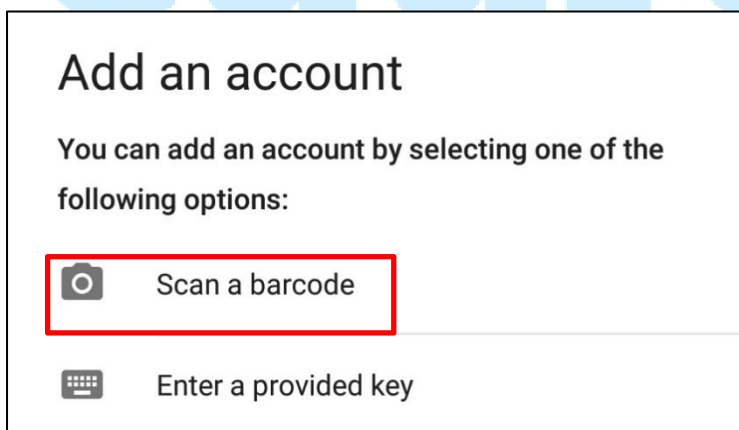 Add an account
You can add an account by selecting one of the
following options:
Scan a barcode
Enter a provided key